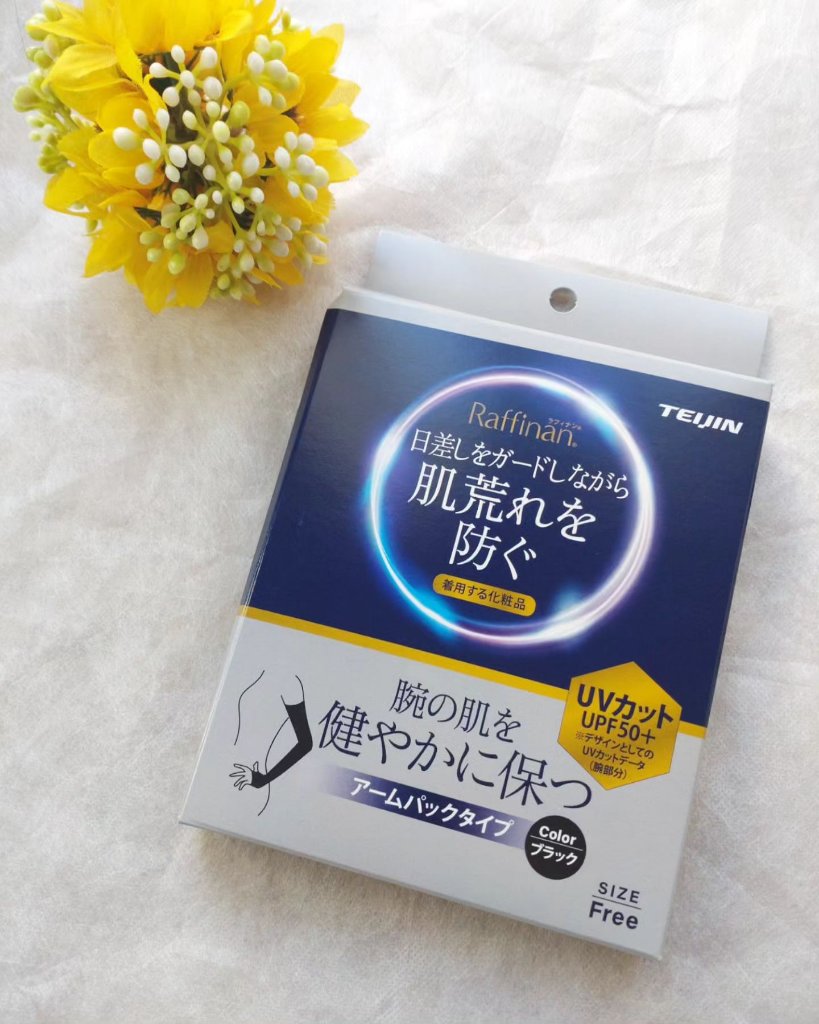 TEIJIN
ラフィナン®
Raffinan®
日差しをガードしながら
肌荒れを
防ぐ
着用する化粧品
UVカット
UPF50+
※デザインとしての
UVカットデータ
(腕部分)
腕の肌を
健やかに保つ
アームパックタイプ
Color
ブラック
SIZE
Free